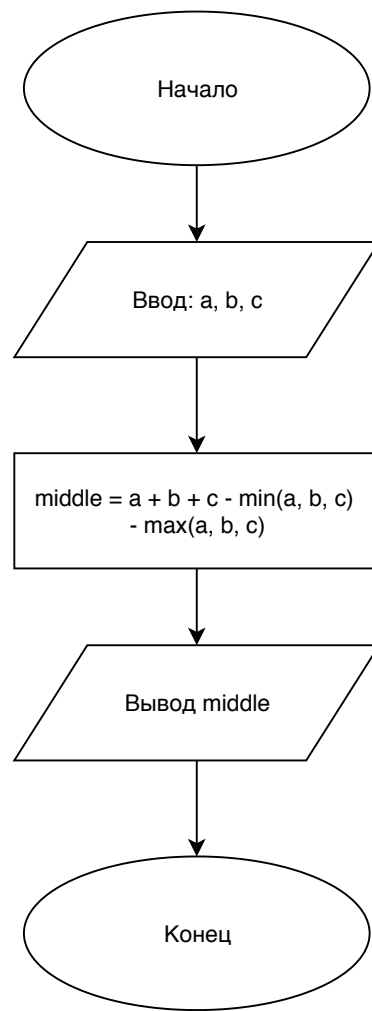 Начало
Ввод: a, b, c
middle = a + b + c - min(a, b, c)
- max(a, b, c)
Вывод middle
Конец